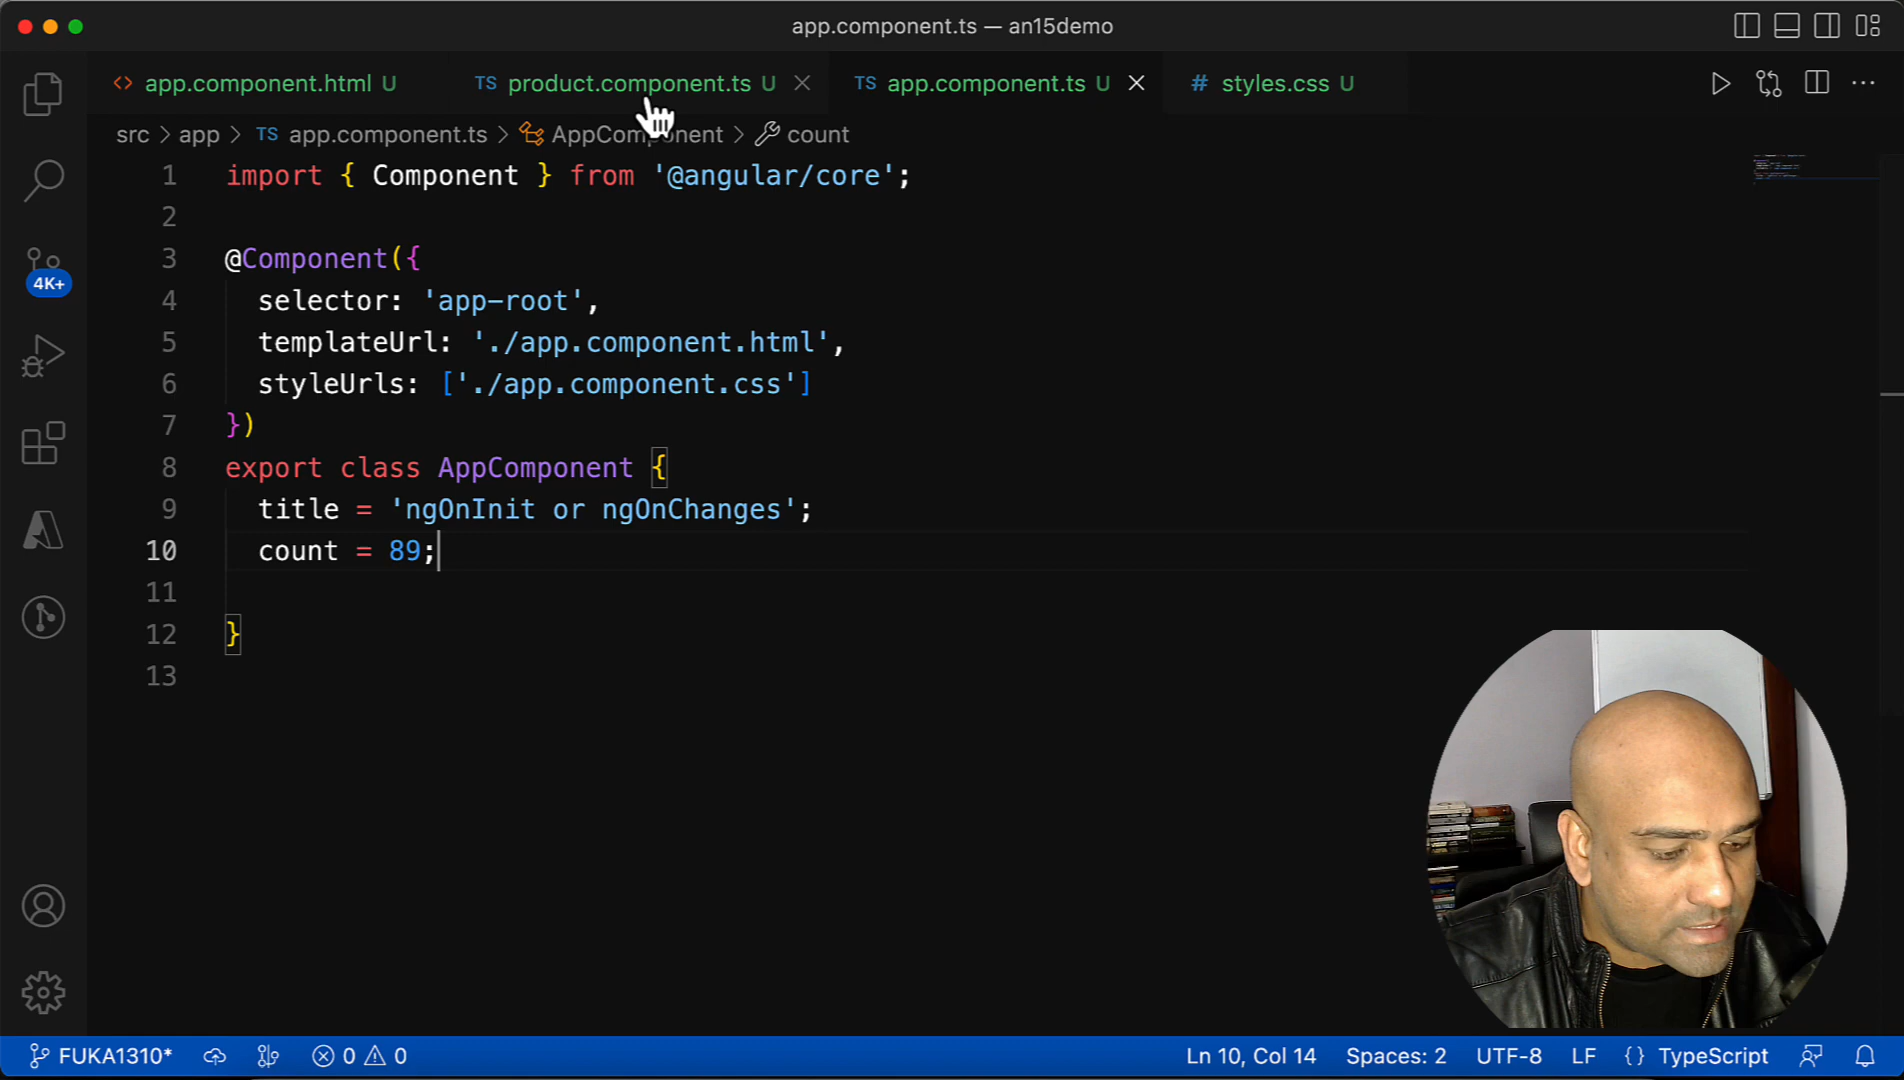 app.component.ts — an15demo
<> app.component.html U TS product.component.ts U TS app.component.ts U # styles.css U
src > app > TS app.component.ts > AppComponent > count
1 import { Component } from '@angular/core';
2
3 @Component({
4 selector: 'app-root',
5 templateUrl: './app.component.html',
6 styleUrls: ['./app.component.css']
7 })
8 export class AppComponent {
9 title = 'ngOnInit or ngOnChanges';
10 count = 89;
11
12 }
13
4K+
FUKA1310* 0 0 Ln 10, Col 14 Spaces: 2 UTF-8 LF {} TypeScript